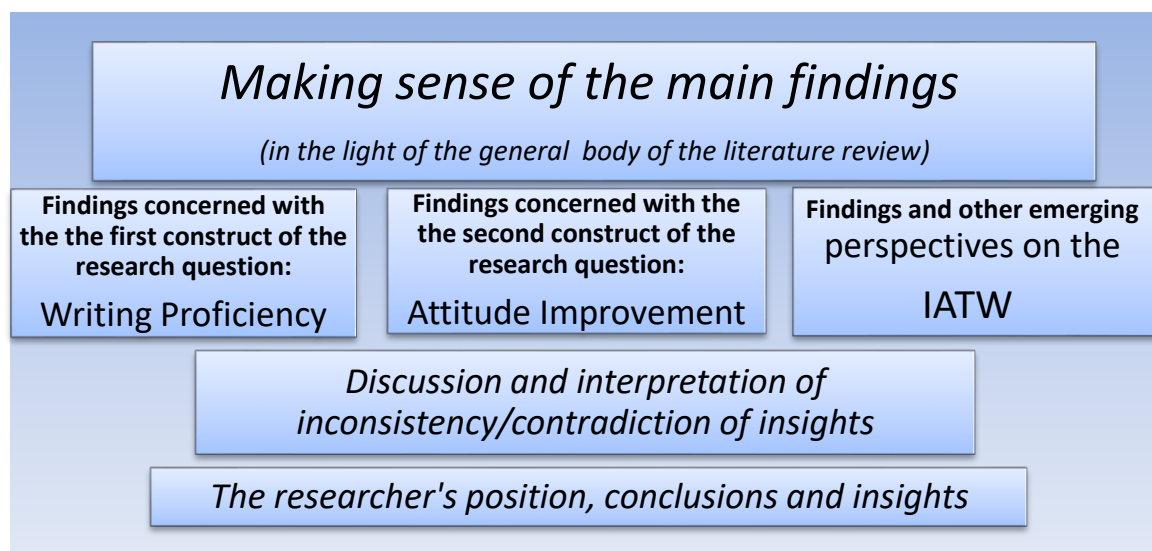 Making sense of the main findings
(in the light of the general body of the literature review)
Findings concerned with
the the first construct of the
research question:
Writing Proficiency
Findings concerned with the
the second construct of the
research question:
Attitude Improvement
Findings and other emerging
perspectives on the
IATW
Discussion and interpretation of
inconsistency/contradiction of insights
The researcher's position, conclusions and insights